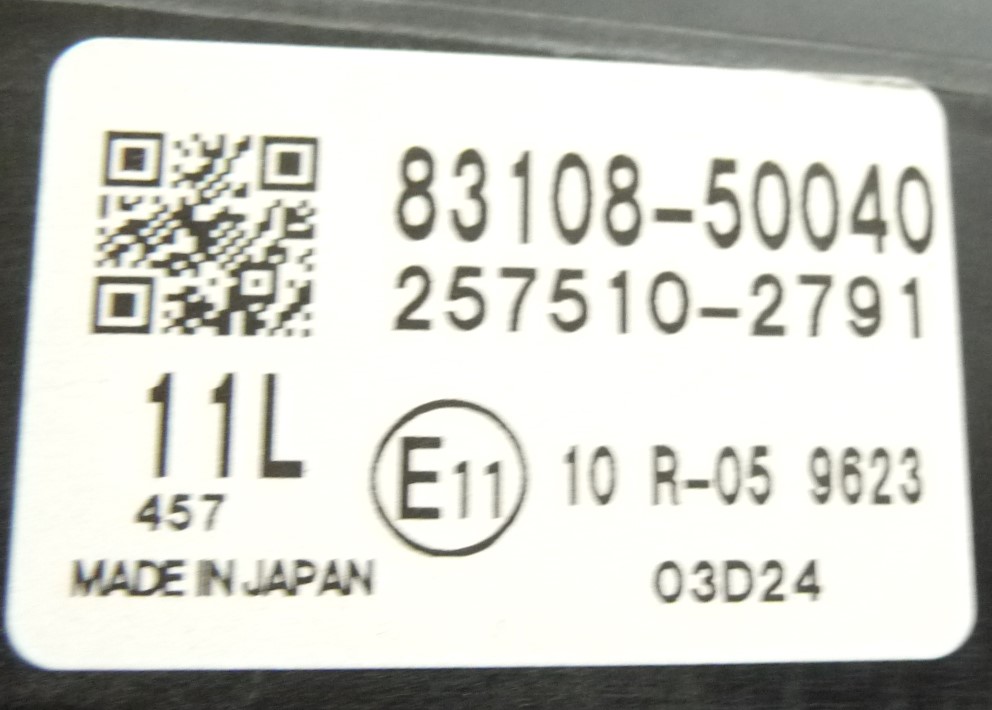 83108-50040
257510-2791
11L
457
E11 10 R-05 9623
MADE IN JAPAN 03D24